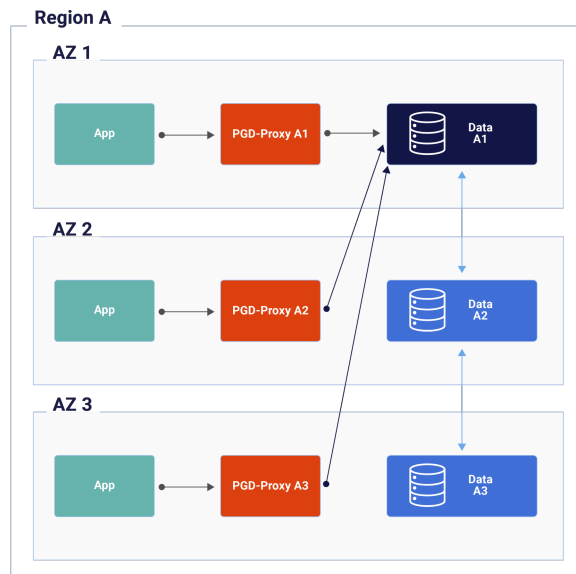 Region A
AZ 1
App
PGD-Proxy A1
Data
A1
AZ 2
App
PGD-Proxy A2
Data
A2
AZ 3
App
PGD-Proxy A3
Data
A3